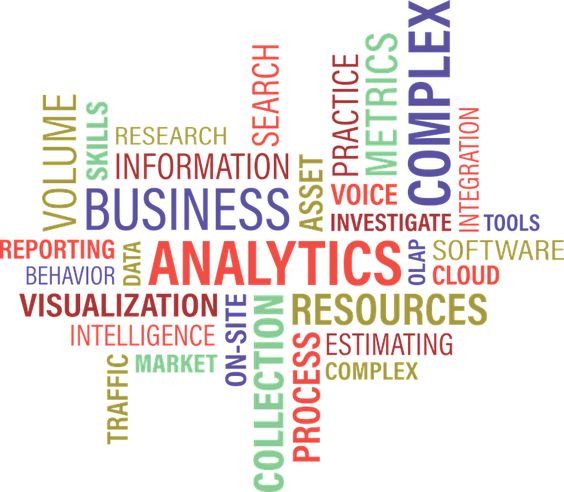 COMPLEX
METRICS
PRACTICE
SEARCH
VOLUME
SKILLS
RESEARCH
INFORMATION
ASSET
VOICE
INTEGRATION
BUSINESS
INVESTIGATE
TOOLS
REPORTING
DATA
ANALYTICS
OLAP
SOFTWARE
BEHAVIOR
CLOUD
VISUALIZATION
ON-SITE
COLLECTION
RESOURCES
INTELLIGENCE
PROCESS
ESTIMATING
TRAFFIC
MARKET
COMPLEX